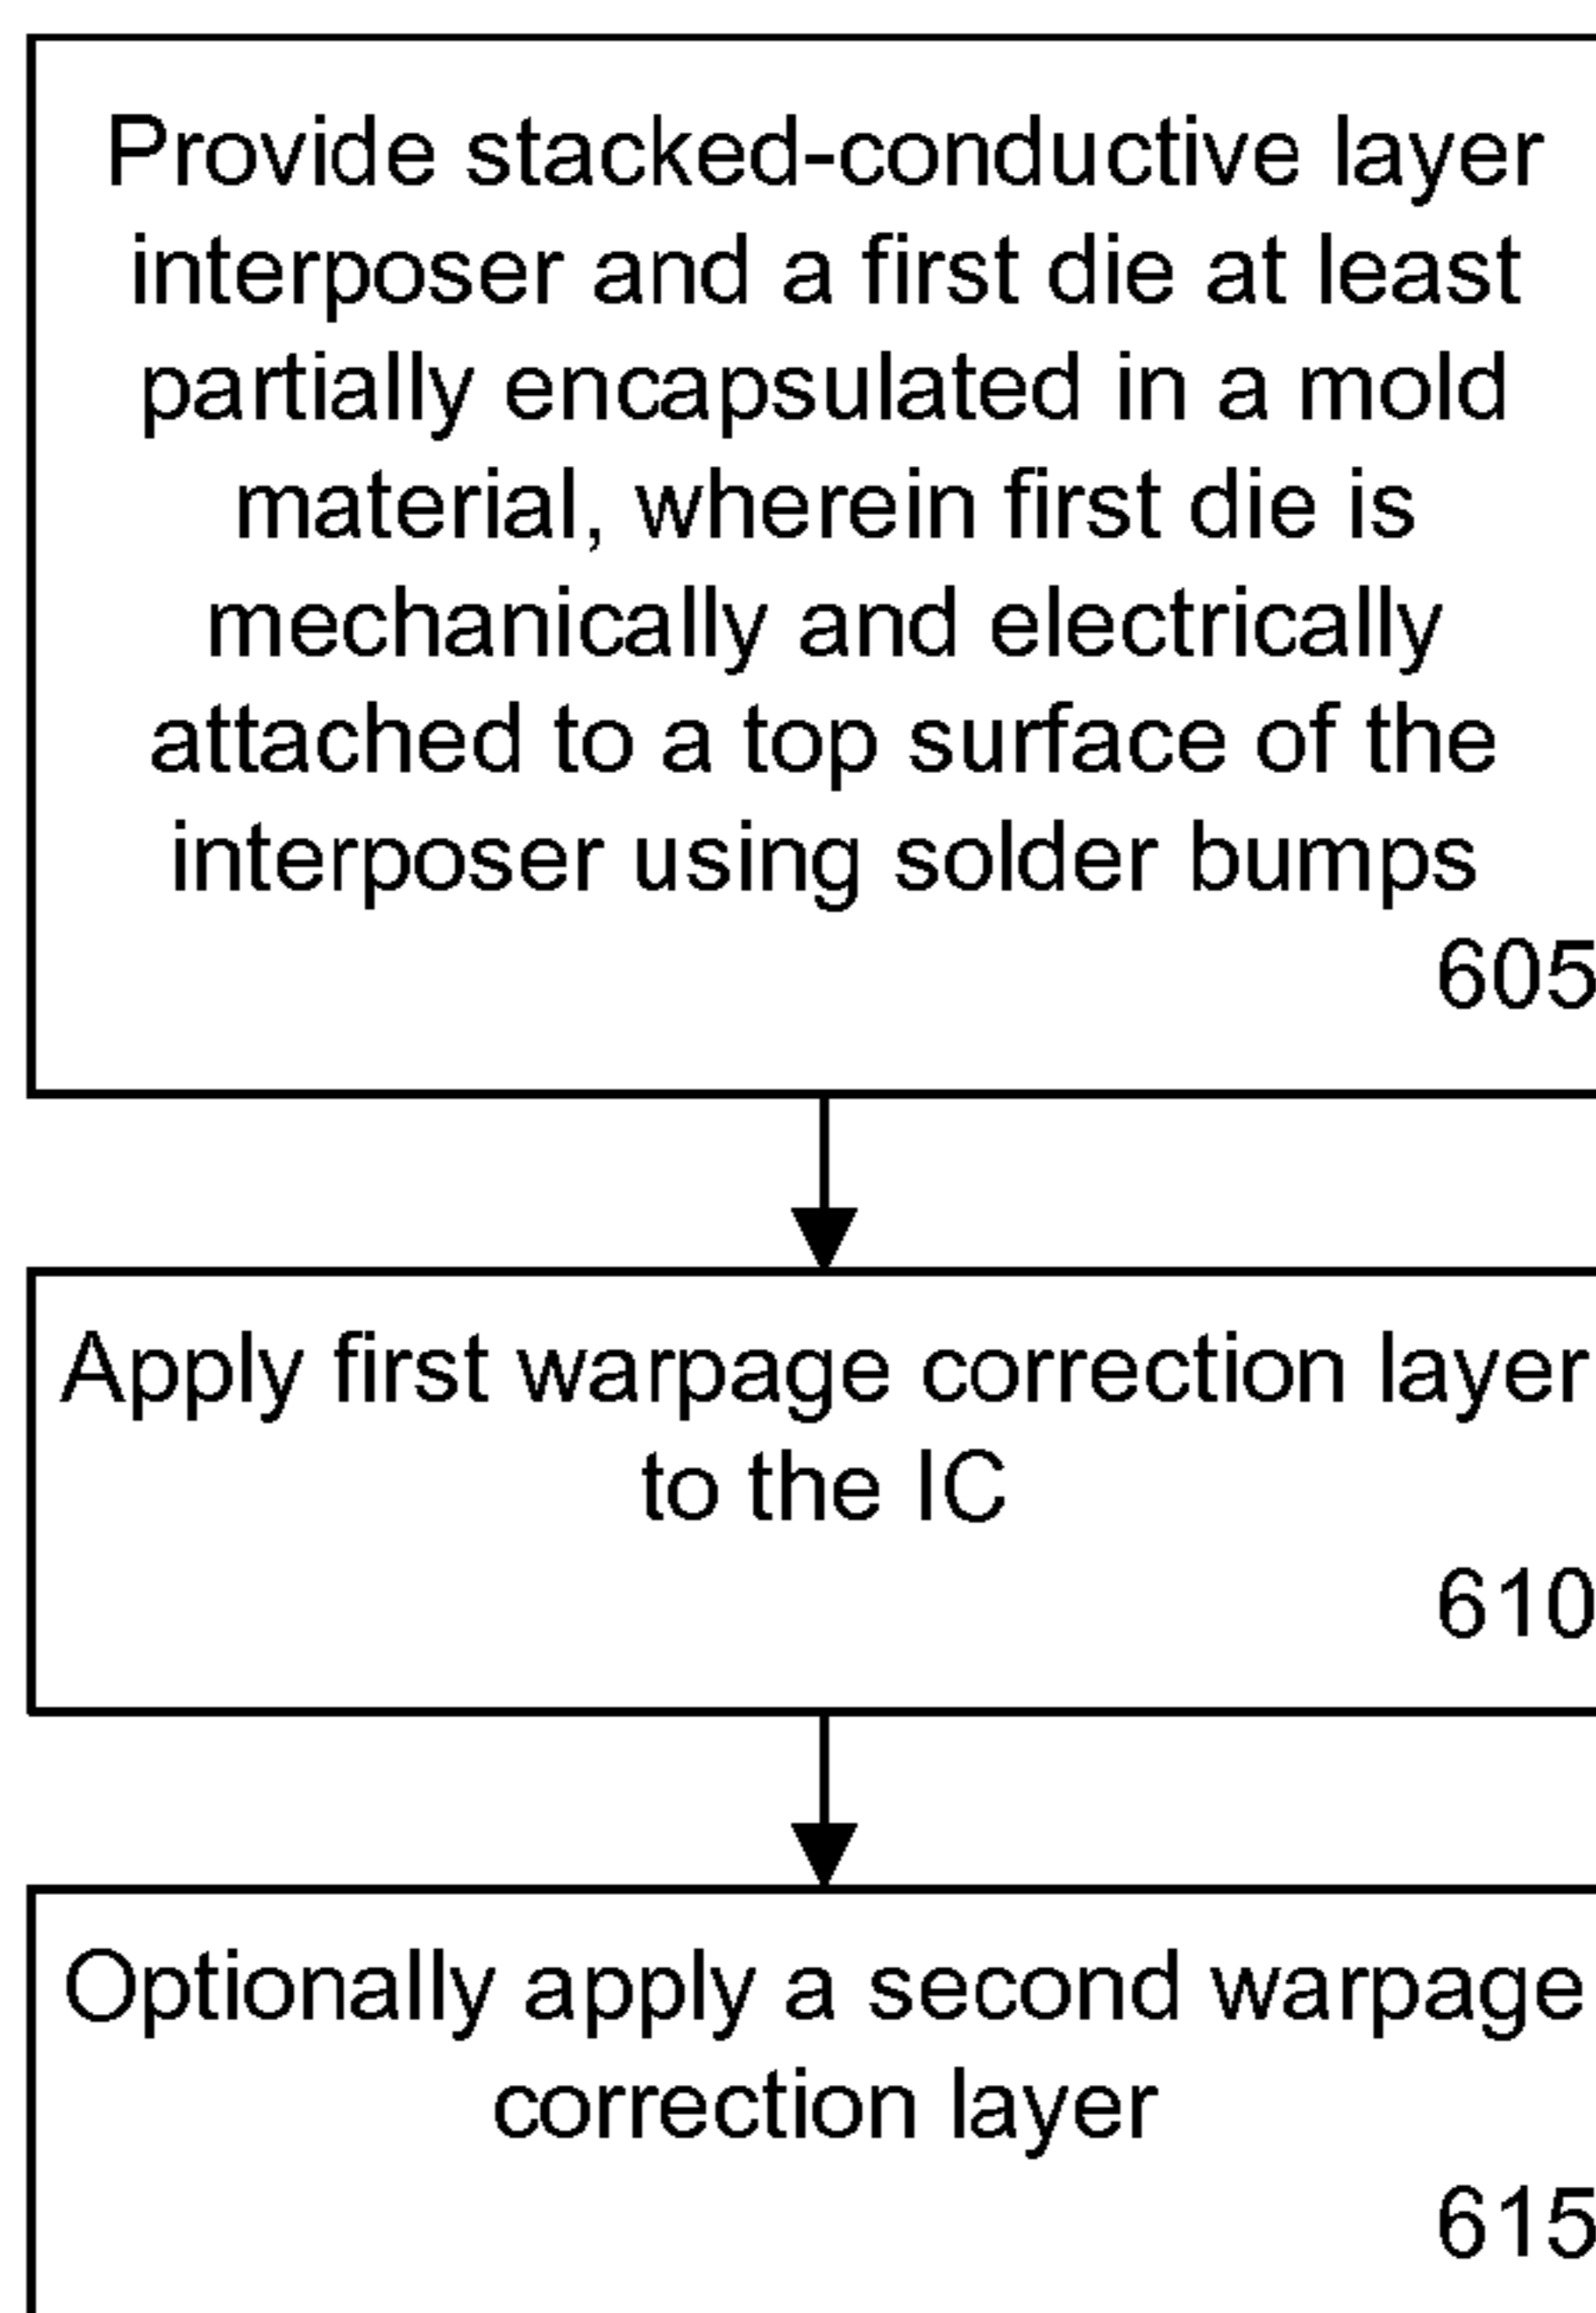 Provide stacked-conductive layer
interposer and a first die at least
partially encapsulated in a mold
material, wherein first die is
mechanically and electrically
attached to a top surface of the
interposer using solder bumps
605
Apply first warpage correction layer
to the IC
610
Optionally apply a second warpage
correction layer
615